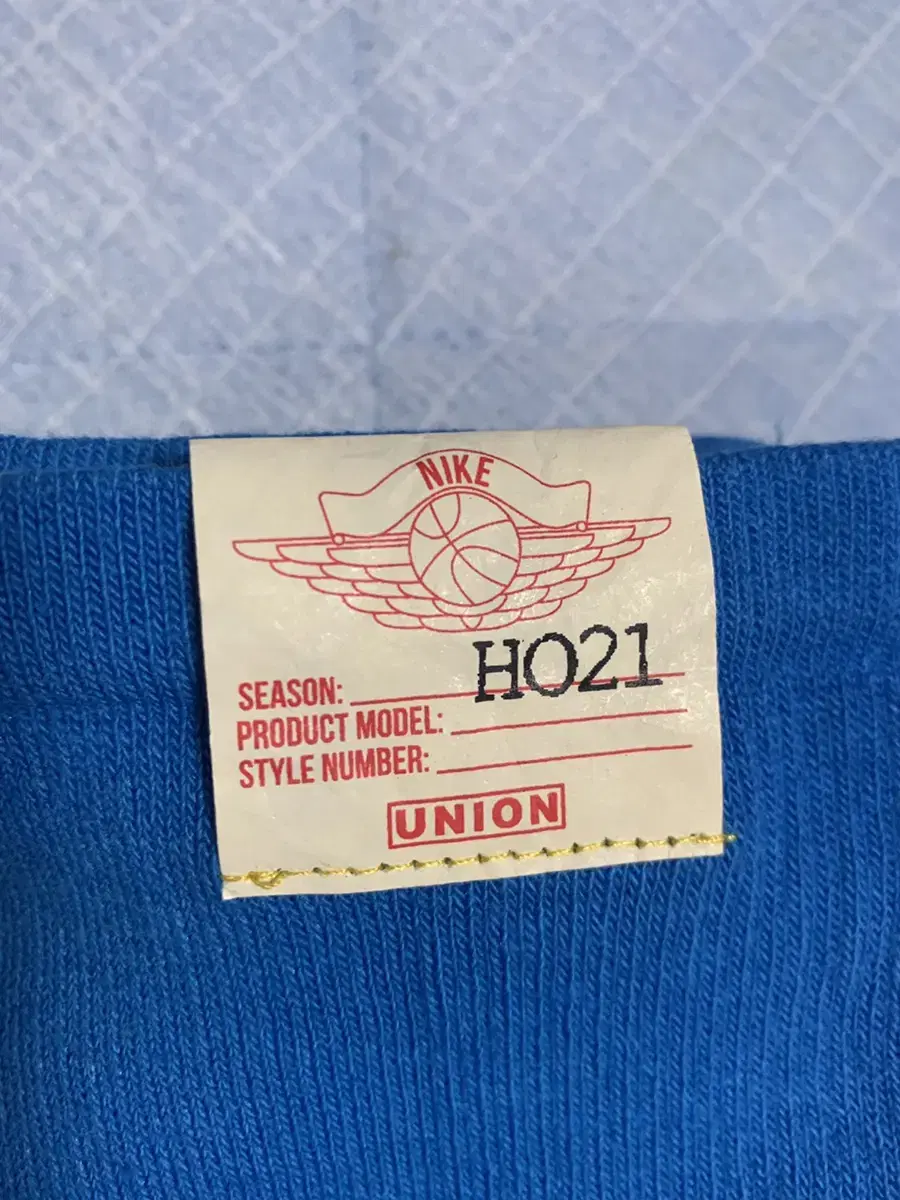 NIKE
SEASON: HO21
PRODUCT MODEL:
STYLE NUMBER:
UNION